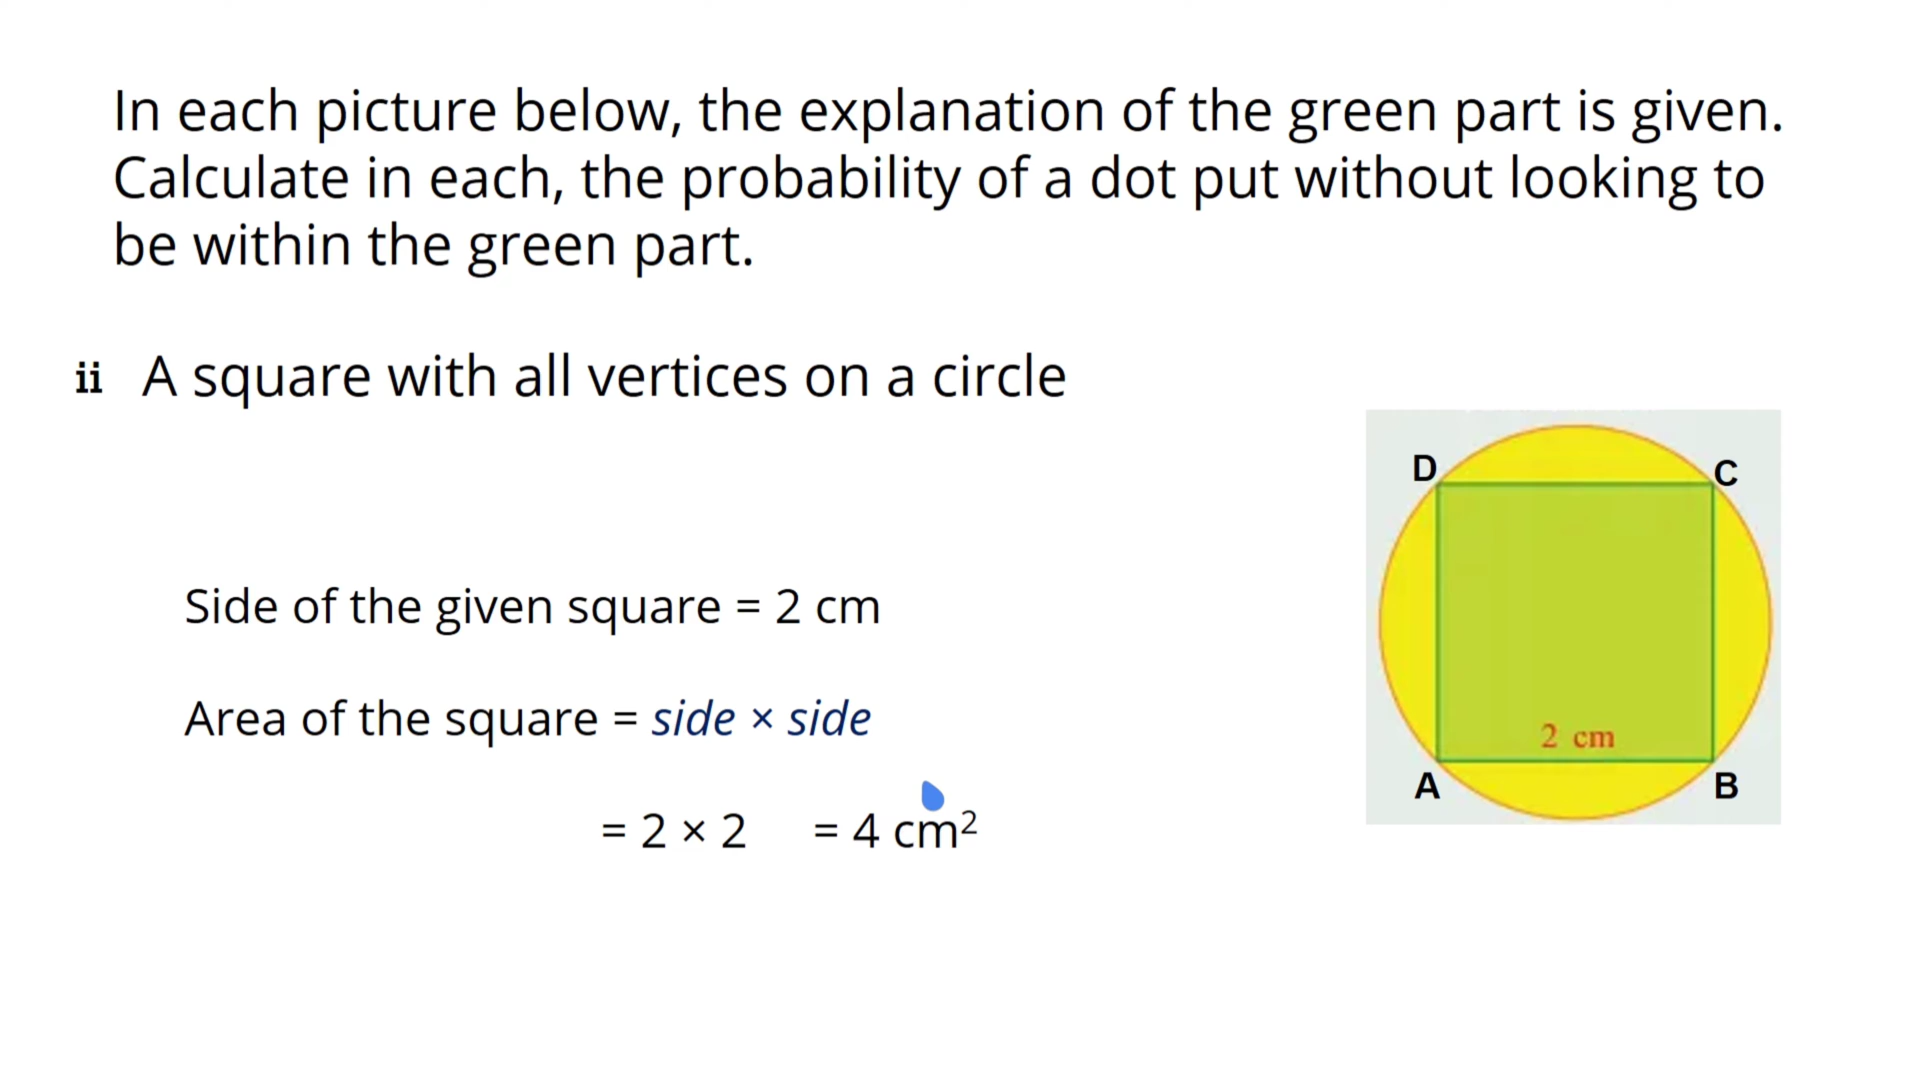 In each picture below, the explanation of the green part is given.
Calculate in each, the probability of a dot put without looking to
be within the green part.
ii A square with all vertices on a circle
D
C
Side of the given square = 2 cm
Area of the square = side × side
2 cm
A
B
= 2 × 2 = 4 cm²